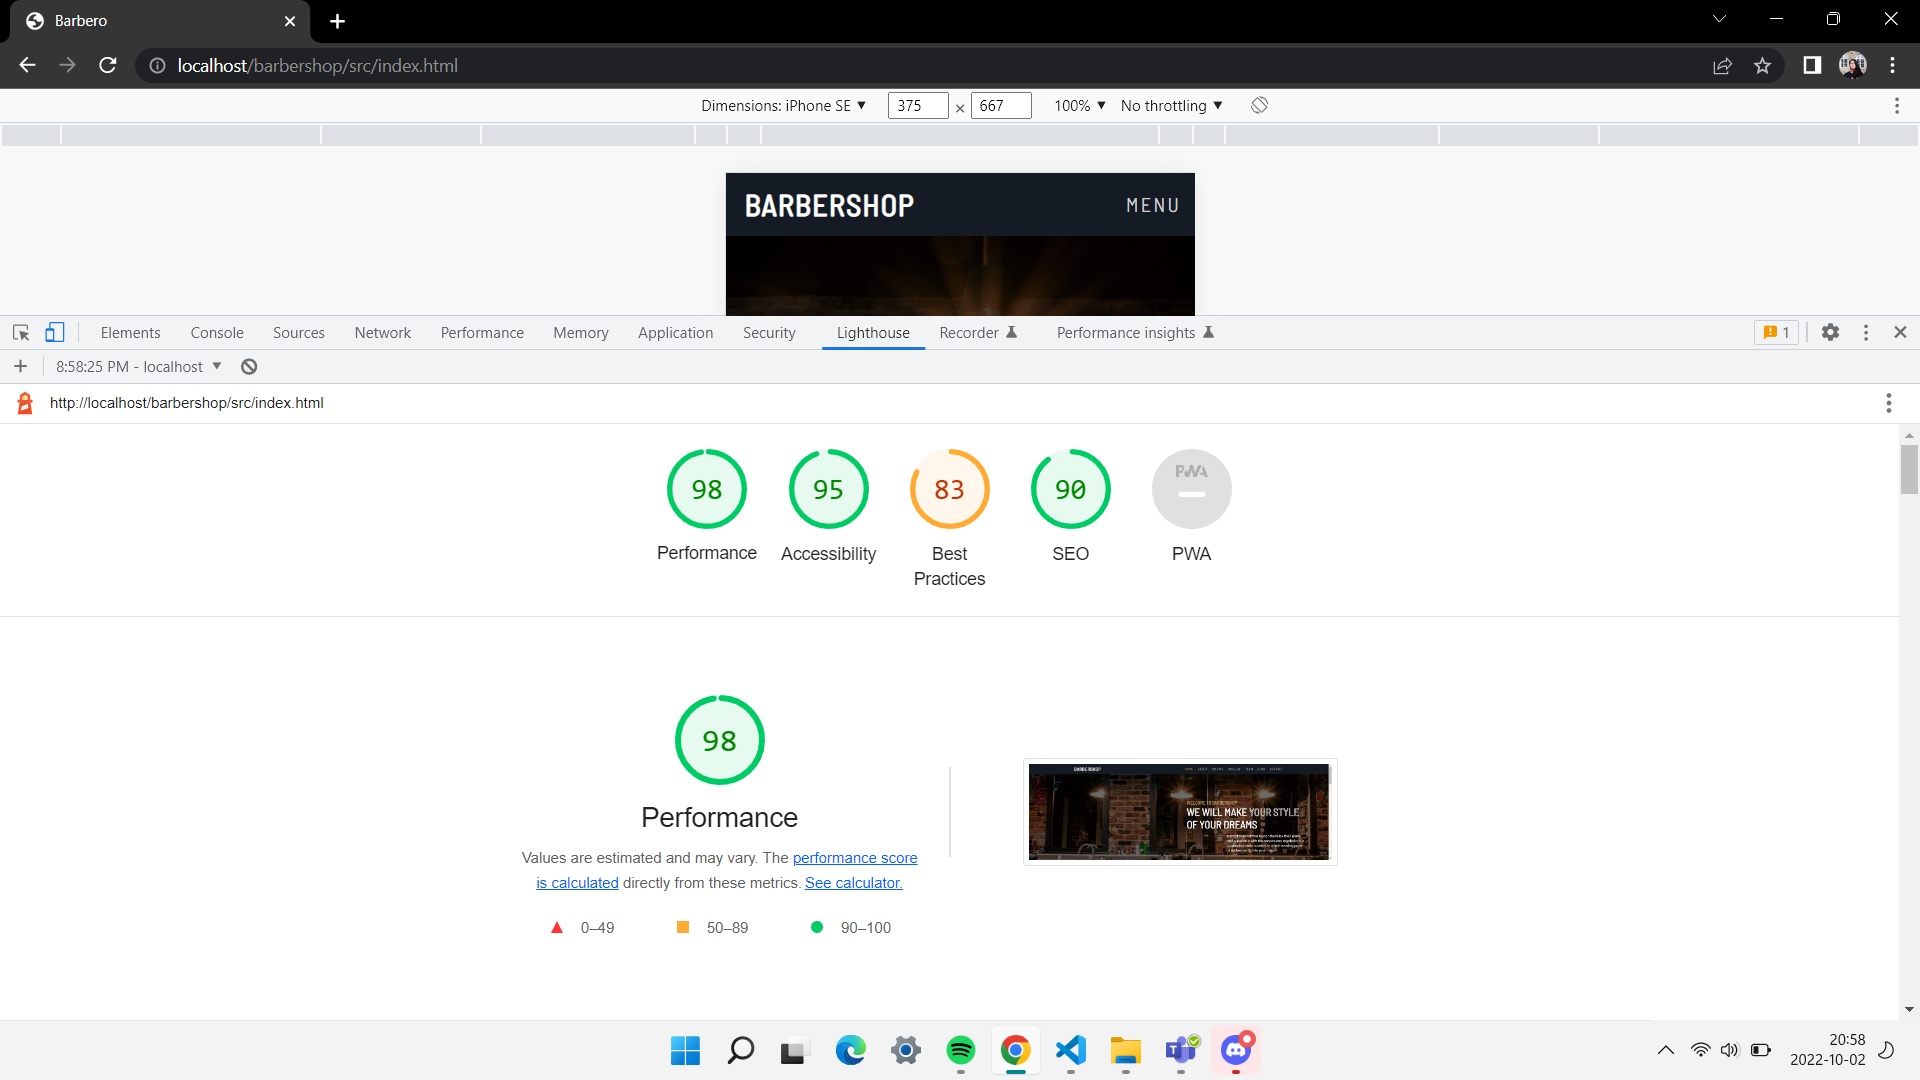 Barbero
localhost/barbershop/src/index.html
Dimensions: iPhone SE ▼ 375 × 667 100% ▼ No throttling ▼
BARBERSHOP MENU
Elements Console Sources Network Performance Memory Application Security Lighthouse Recorder Performance insights 1
8:58:25 PM - localhost ▼
http://localhost/barbershop/src/index.html
98 95 83 90 PWA
Performance Accessibility Best SEO PWA
Practices
98
Performance
Values are estimated and may vary. The performance score
is calculated directly from these metrics. See calculator.
0–49 50–89 90–100
BARBERSHOP
WE WILL MAKE YOUR STYLE
OF YOUR DREAMS
20:58
2022-10-02